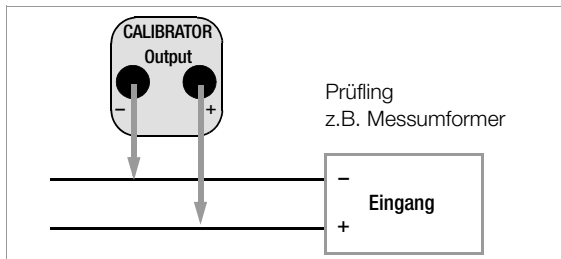 CALIBRATOR
Output
– +
Prüfling
z.B. Messumformer
–
Eingang
+